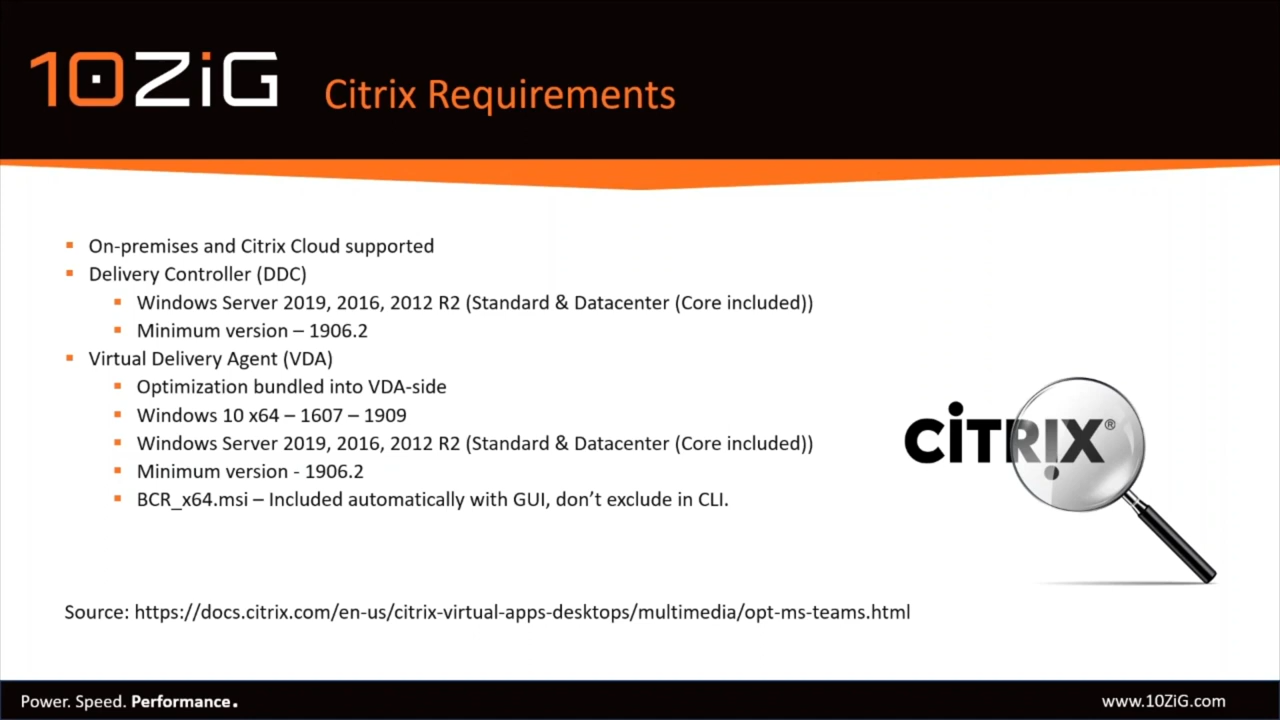 10ZiG
Citrix Requirements
On-premises and Citrix Cloud supported
Delivery Controller (DDC)
Windows Server 2019, 2016, 2012 R2 (Standard & Datacenter (Core included))
Minimum version – 1906.2
Virtual Delivery Agent (VDA)
Optimization bundled into VDA-side
Windows 10 x64 – 1607 – 1909
Windows Server 2019, 2016, 2012 R2 (Standard & Datacenter (Core included))
Minimum version - 1906.2
BCR_x64.msi – Included automatically with GUI, don’t exclude in CLI.
CiTRIX®
Source: https://docs.citrix.com/en-us/citrix-virtual-apps-desktops/multimedia/opt-ms-teams.html
Power. Speed. Performance.
www.10ZiG.com